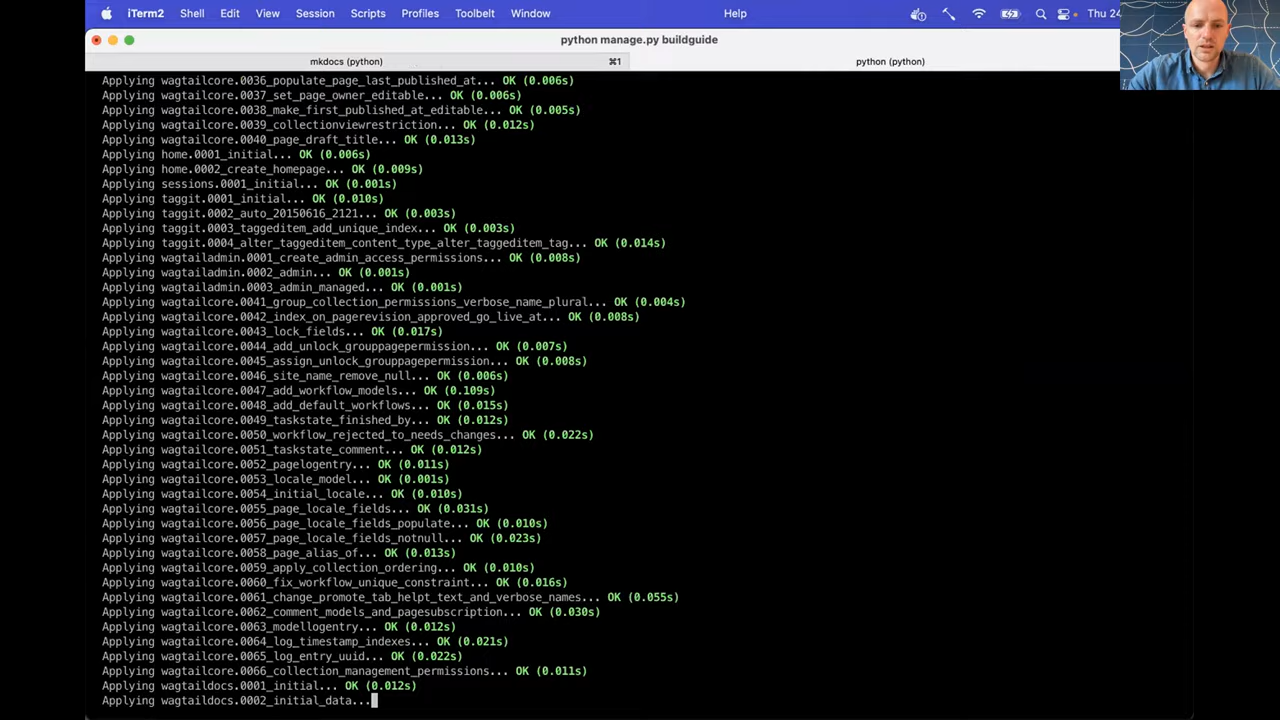 iTerm2 Shell Edit View Session Scripts Profiles Toolbelt Window Help Thu 24
python manage.py buildguide
mkdocs (python) ⌘1 python (python)
Applying wagtailcore.0036_populate_page_last_published_at... OK (0.006s)
Applying wagtailcore.0037_set_page_owner_editable... OK (0.006s)
Applying wagtailcore.0038_make_first_published_at_editable... OK (0.005s)
Applying wagtailcore.0039_collectionviewrestriction... OK (0.012s)
Applying wagtailcore.0040_page_draft_title... OK (0.013s)
Applying home.0001_initial... OK (0.006s)
Applying home.0002_create_homepage... OK (0.009s)
Applying sessions.0001_initial... OK (0.001s)
Applying taggit.0001_initial... OK (0.010s)
Applying taggit.0002_auto_20150616_2121... OK (0.003s)
Applying taggit.0003_taggeditem_add_unique_index... OK (0.003s)
Applying taggit.0004_alter_taggeditem_content_type_alter_taggeditem_tag... OK (0.014s)
Applying wagtailadmin.0001_create_admin_access_permissions... OK (0.008s)
Applying wagtailadmin.0002_admin... OK (0.001s)
Applying wagtailadmin.0003_admin_managed... OK (0.001s)
Applying wagtailcore.0041_group_collection_permissions_verbose_name_plural... OK (0.004s)
Applying wagtailcore.0042_index_on_pagerevision_approved_go_live_at... OK (0.008s)
Applying wagtailcore.0043_lock_fields... OK (0.017s)
Applying wagtailcore.0044_add_unlock_grouppagepermission... OK (0.007s)
Applying wagtailcore.0045_assign_unlock_grouppagepermission... OK (0.008s)
Applying wagtailcore.0046_site_name_remove_null... OK (0.006s)
Applying wagtailcore.0047_add_workflow_models... OK (0.109s)
Applying wagtailcore.0048_add_default_workflows... OK (0.015s)
Applying wagtailcore.0049_taskstate_finished_by... OK (0.012s)
Applying wagtailcore.0050_workflow_rejected_to_needs_changes... OK (0.022s)
Applying wagtailcore.0051_taskstate_comment... OK (0.012s)
Applying wagtailcore.0052_pagelogentry... OK (0.011s)
Applying wagtailcore.0053_locale_model... OK (0.001s)
Applying wagtailcore.0054_initial_locale... OK (0.010s)
Applying wagtailcore.0055_page_locale_fields... OK (0.031s)
Applying wagtailcore.0056_page_locale_fields_populate... OK (0.010s)
Applying wagtailcore.0057_page_locale_fields_notnull... OK (0.023s)
Applying wagtailcore.0058_page_alias_of... OK (0.013s)
Applying wagtailcore.0059_apply_collection_ordering... OK (0.010s)
Applying wagtailcore.0060_fix_workflow_unique_constraint... OK (0.016s)
Applying wagtailcore.0061_change_promote_tab_helpt_text_and_verbose_names... OK (0.055s)
Applying wagtailcore.0062_comment_models_and_pagesubscription... OK (0.030s)
Applying wagtailcore.0063_modellogentry... OK (0.012s)
Applying wagtailcore.0064_log_timestamp_indexes... OK (0.021s)
Applying wagtailcore.0065_log_entry_uuid... OK (0.022s)
Applying wagtailcore.0066_collection_management_permissions... OK (0.011s)
Applying wagtaildocs.0001_initial... OK (0.012s)
Applying wagtaildocs.0002_initial_data...